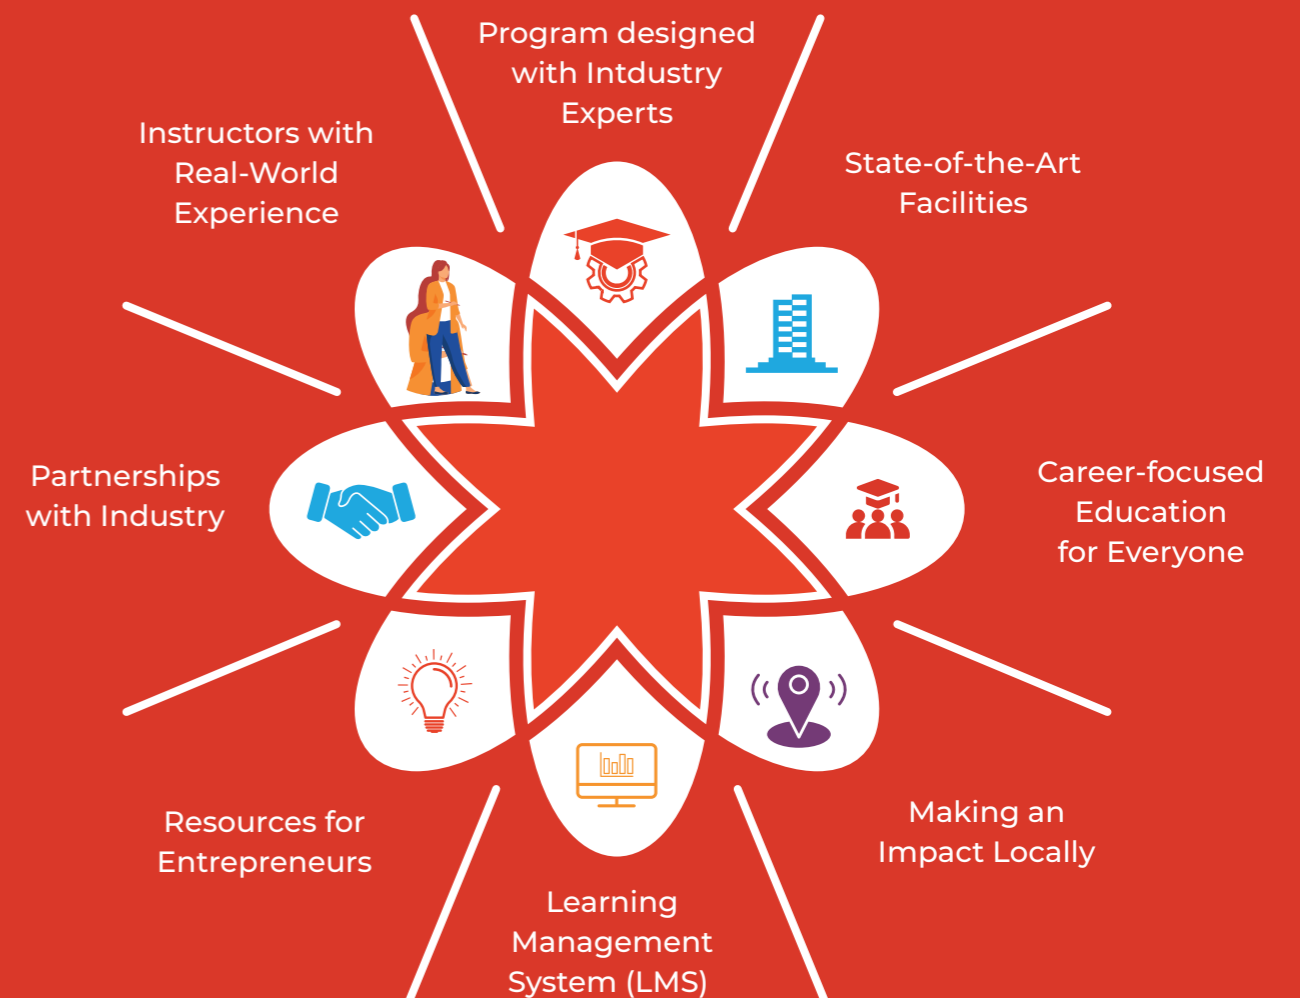 Program designed
with Intdustry
Experts
Instructors with
Real-World
Experience
State-of-the-Art
Facilities
Partnerships
with Industry
Career-focused
Education
for Everyone
Resources for
Entrepreneurs
Making an
Impact Locally
Learning
Management
System (LMS)